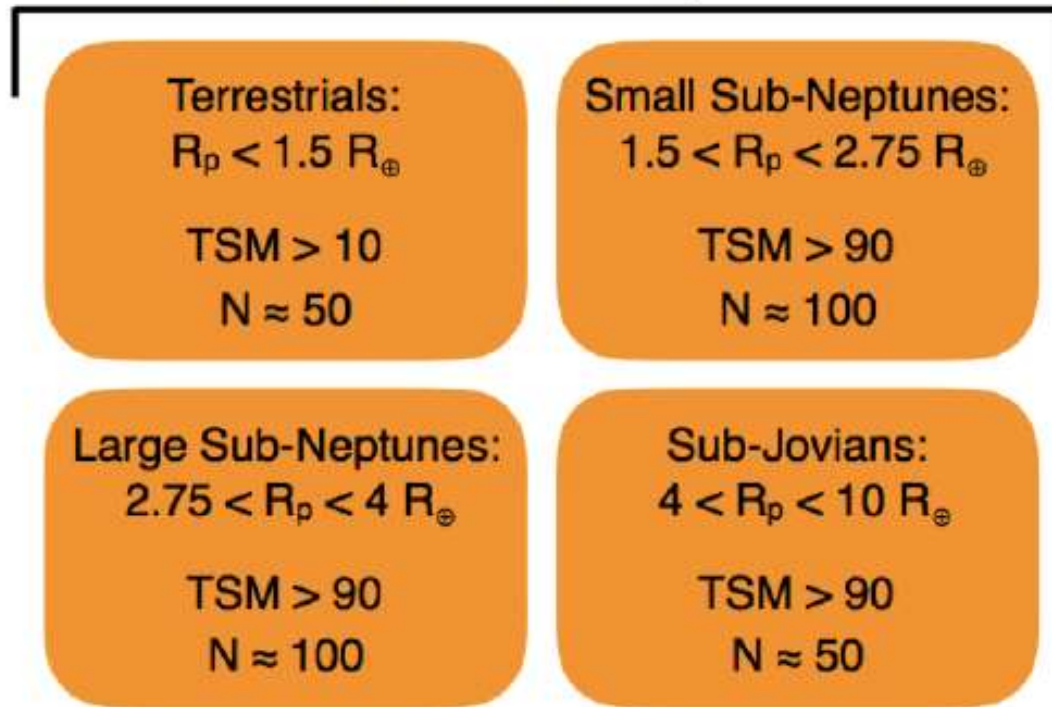 Terrestrials:
Rₚ < 1.5 R⊕
TSM > 10
N ≈ 50
Small Sub-Neptunes:
1.5 < Rₚ < 2.75 R⊕
TSM > 90
N ≈ 100
Large Sub-Neptunes:
2.75 < Rₚ < 4 R⊕
TSM > 90
N ≈ 100
Sub-Jovians:
4 < Rₚ < 10 R⊕
TSM > 90
N ≈ 50